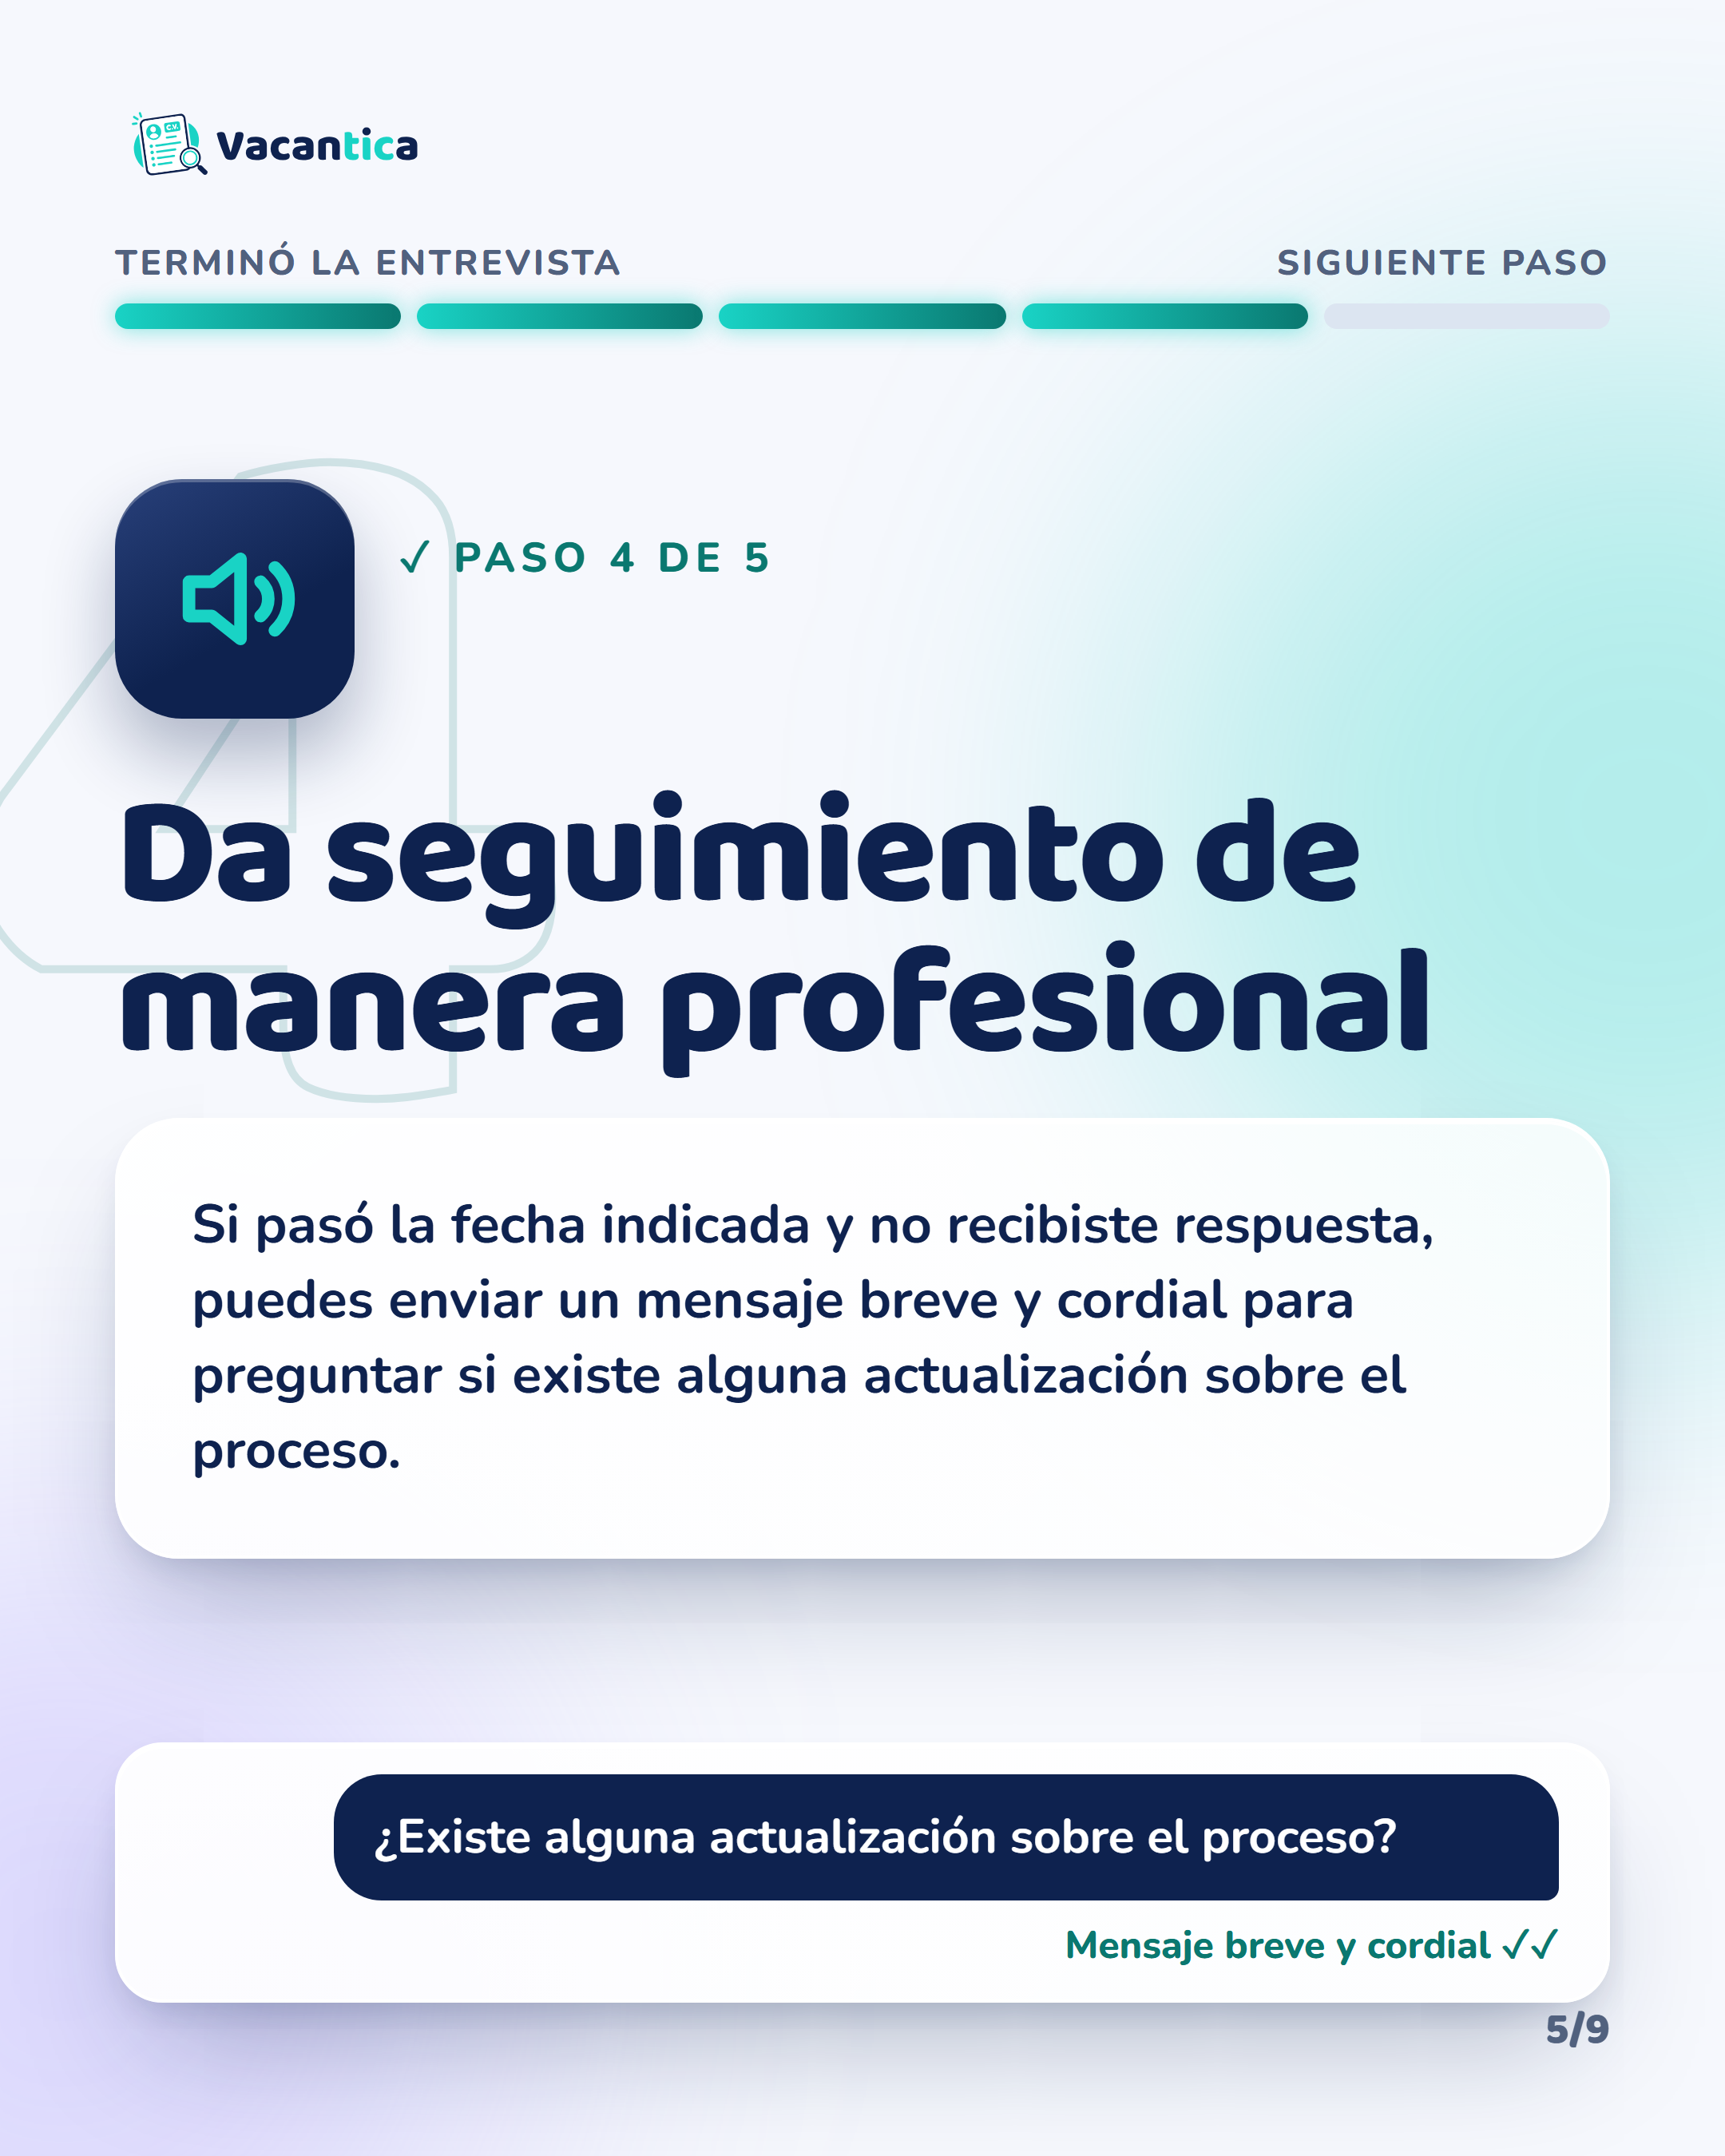 C.V.
Vacantica
TERMINÓ LA ENTREVISTA
SIGUIENTE PASO
4
✓ PASO 4 DE 5
Da seguimiento de
manera profesional
Si pasó la fecha indicada y no recibiste respuesta,
puedes enviar un mensaje breve y cordial para
preguntar si existe alguna actualización sobre el
proceso.
¿Existe alguna actualización sobre el proceso?
Mensaje breve y cordial ✓✓
5/9